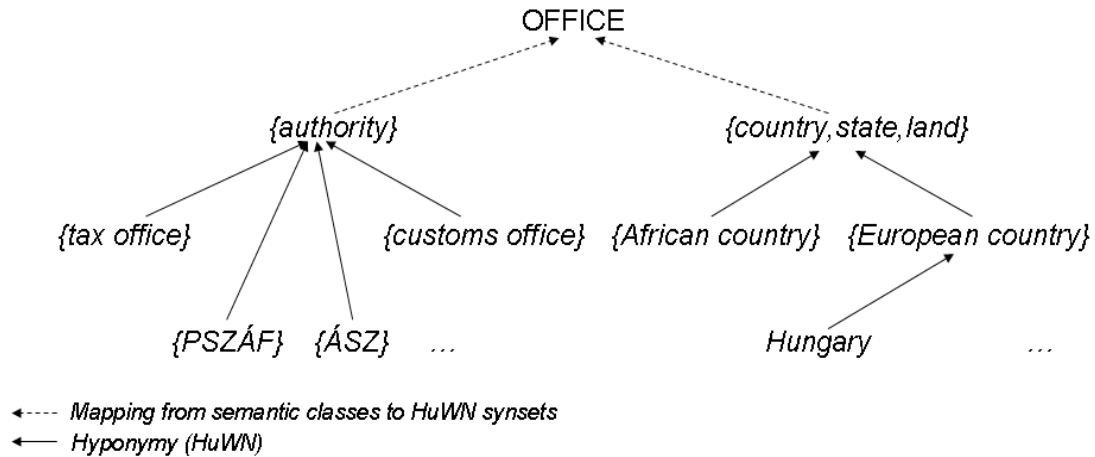 OFFICE
{authority} {country,state,land}
{tax office} {customs office} {African country} {European country}
{PSZÁF} {ÁSZ} ... Hungary ...
Mapping from semantic classes to HuWN synsets
Hyponymy (HuWN)